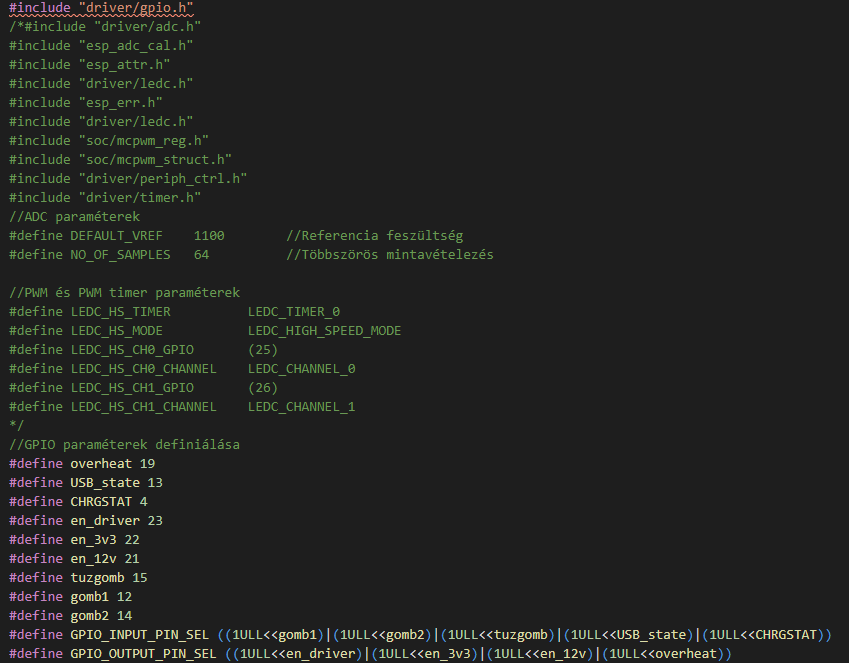 #include "driver/gpio.h"
/*#include "driver/adc.h"
#include "esp_adc_cal.h"
#include "esp_attr.h"
#include "driver/ledc.h"
#include "esp_err.h"
#include "driver/ledc.h"
#include "soc/mcpwm_reg.h"
#include "soc/mcpwm_struct.h"
#include "driver/periph_ctrl.h"
#include "driver/timer.h"
//ADC paraméterek
#define DEFAULT_VREF    1100        //Referencia feszültség
#define NO_OF_SAMPLES   64          //Többszörös mintavételezés

//PWM és PWM timer paraméterek
#define LEDC_HS_TIMER          LEDC_TIMER_0
#define LEDC_HS_MODE           LEDC_HIGH_SPEED_MODE
#define LEDC_HS_CH0_GPIO       (25)
#define LEDC_HS_CH0_CHANNEL    LEDC_CHANNEL_0
#define LEDC_HS_CH1_GPIO       (26)
#define LEDC_HS_CH1_CHANNEL    LEDC_CHANNEL_1
*/
//GPIO paraméterek definiálása
#define overheat 19
#define USB_state 13
#define CHRGSTAT 4
#define en_driver 23
#define en_3v3 22
#define en_12v 21
#define tuzgomb 15
#define gomb1 12
#define gomb2 14
#define GPIO_INPUT_PIN_SEL ((1ULL<<gomb1)|(1ULL<<gomb2)|(1ULL<<tuzgomb)|(1ULL<<USB_state)|(1ULL<<CHRGSTAT))
#define GPIO_OUTPUT_PIN_SEL ((1ULL<<en_driver)|(1ULL<<en_3v3)|(1ULL<<en_12v)|(1ULL<<overheat))